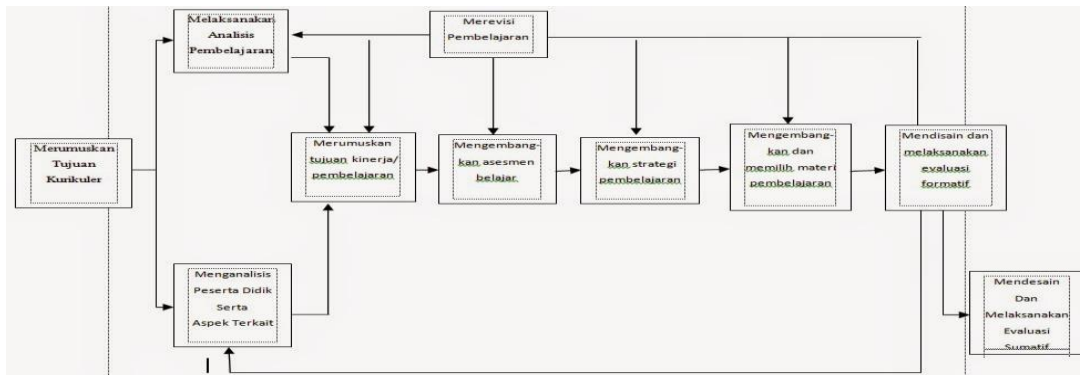 Melaksanakan
Analisis
Pembelajaran
Merevisi
Pembelajaran
Merumuskan
Tujuan
Kurikuler
Merumuskan
tujuan kinerja/
pembelajaran
Mengembang-
kan asesmen
belajar
Mengembang-
kan strategi
pembelajaran
Mengembang-
kan dan
memilih materi
pembelajaran
Mendisain dan
melaksanakan
evaluasi
formatif
Menganalisis
Peserta Didik
Serta
Aspek Terkait
Mendesain
Dan
Melaksanakan
Evaluasi
Sumatif